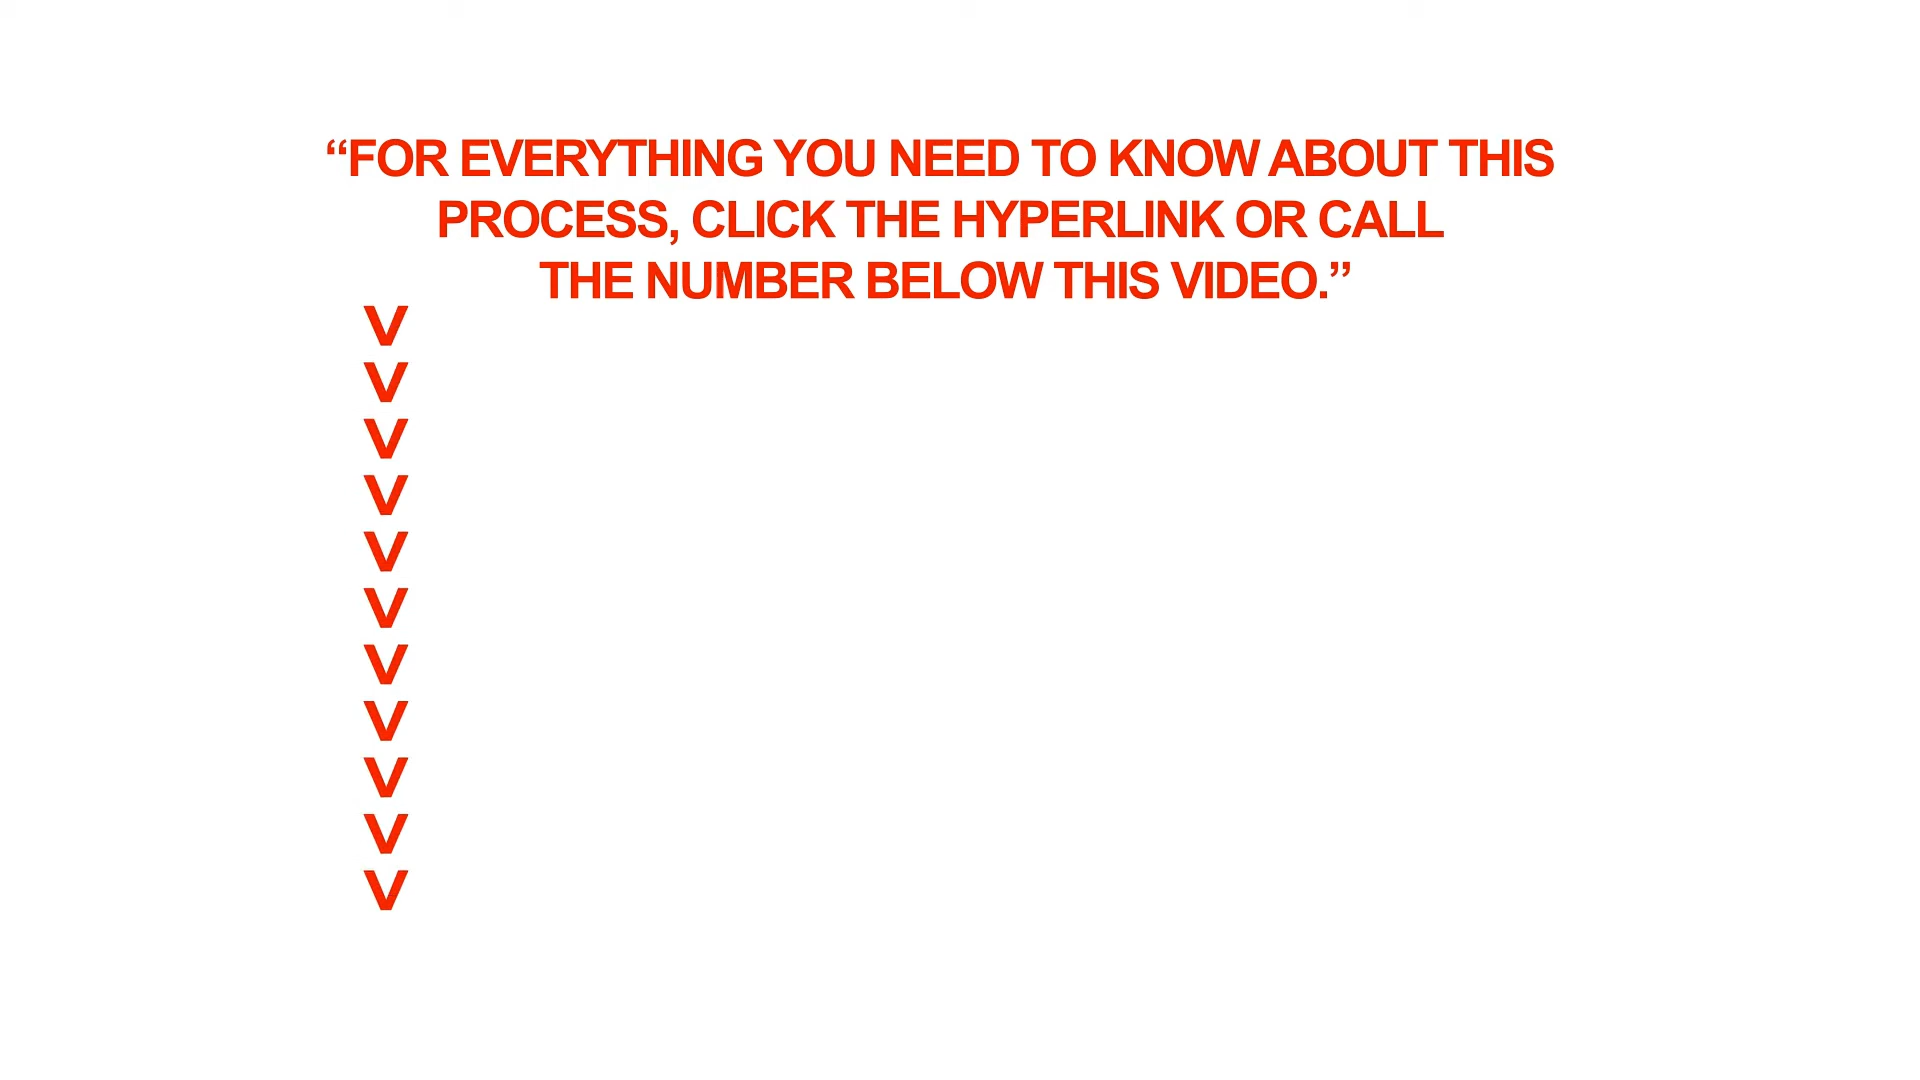 “FOR EVERYTHING YOU NEED TO KNOW ABOUT THIS
PROCESS, CLICK THE HYPERLINK OR CALL
THE NUMBER BELOW THIS VIDEO.”
V
V
V
V
V
V
V
V
V
V
V